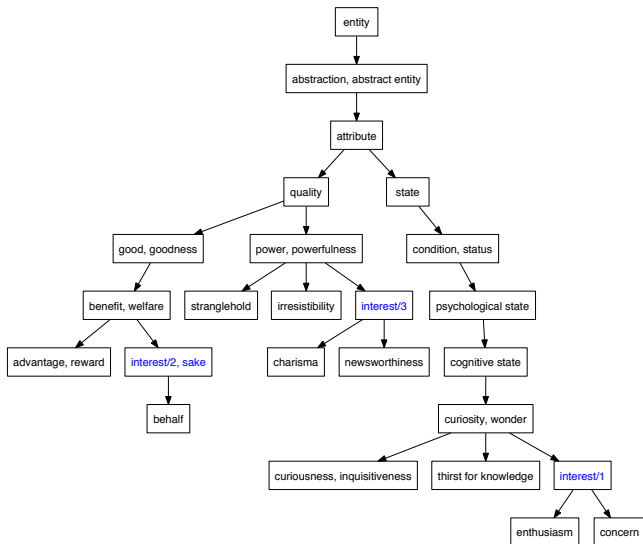 entity
abstraction, abstract entity
attribute
quality
state
good, goodness
power, powerfulness
condition, status
benefit, welfare
stranglehold
irresistibility
interest/3
psychological state
advantage, reward
interest/2, sake
charisma
newsworthiness
cognitive state
behalf
curiosity, wonder
curiousness, inquisitiveness
thirst for knowledge
interest/1
enthusiasm
concern